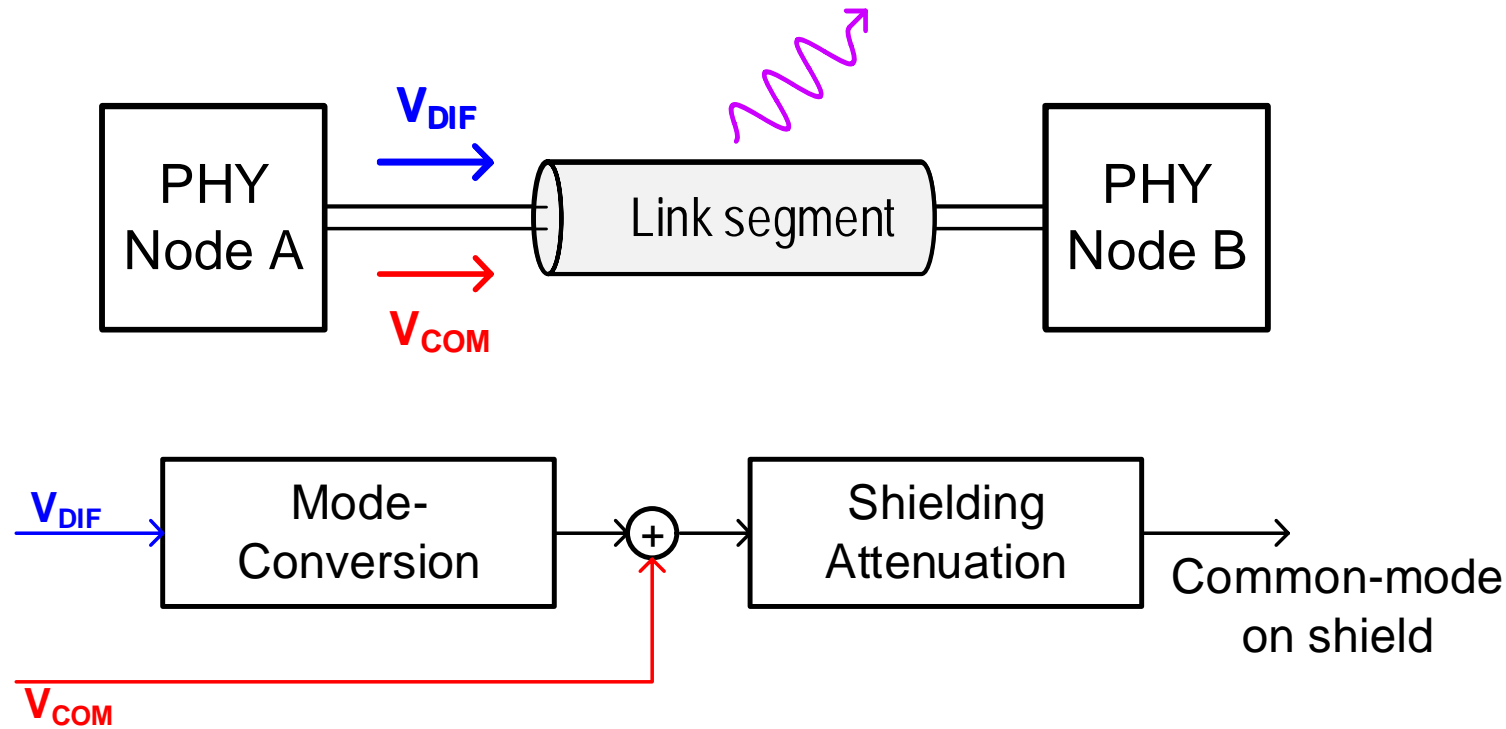 V_DIF
PHY
Node A
Link segment
PHY
Node B
V_COM
V_DIF
Mode-
Conversion
+
Shielding
Attenuation
Common-mode
on shield
V_COM